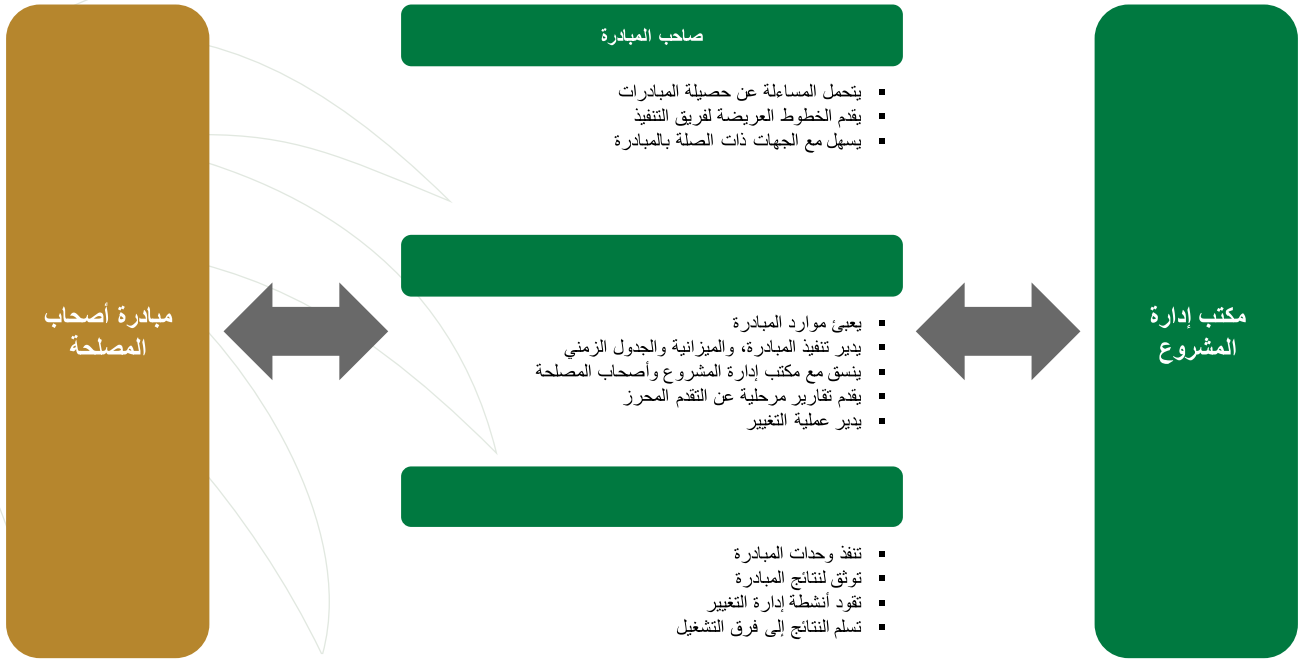 صاحب المبادرة
▪ يتحمل المساءلة عن حصيلة المبادرات
▪ يقدم الخطوط العريضة لفريق التنفيذ
▪ يسهل مع الجهات ذات الصلة بالمبادرة
مكتب إدارة
المشروع
▪ يعبئ موارد المبادرة
▪ يدير تنفيذ المبادرة، والميزانية والجدول الزمني
▪ ينسق مع مكتب إدارة المشروع وأصحاب المصلحة
▪ يقدم تقارير مرحلية عن التقدم المحرز
▪ يدير عملية التغيير
مبادرة أصحاب
المصلحة
▪ تنفذ وحدات المبادرة
▪ توثق لنتائج المبادرة
▪ تقود أنشطة إدارة التغيير
▪ تسلم النتائج إلى فرق التشغيل